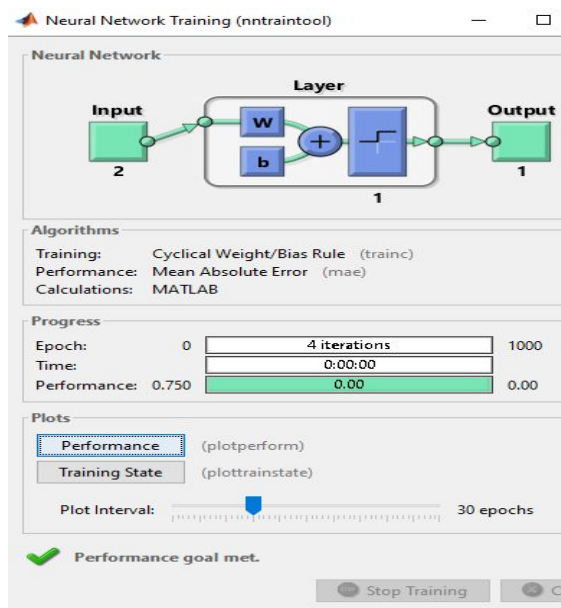 Neural Network Training (nntraintool)
Neural Network
Layer
Input
Output
W
b
+
2
1
1
Algorithms
Training: Cyclical Weight/Bias Rule (trainc)
Performance: Mean Absolute Error (mae)
Calculations: MATLAB
Progress
Epoch: 0 4 iterations 1000
Time: 0:00:00
Performance: 0.750 0.00 0.00
Plots
Performance (plotperform)
Training State (plottrainstate)
Plot Interval: 30 epochs
Performance goal met.
Stop Training